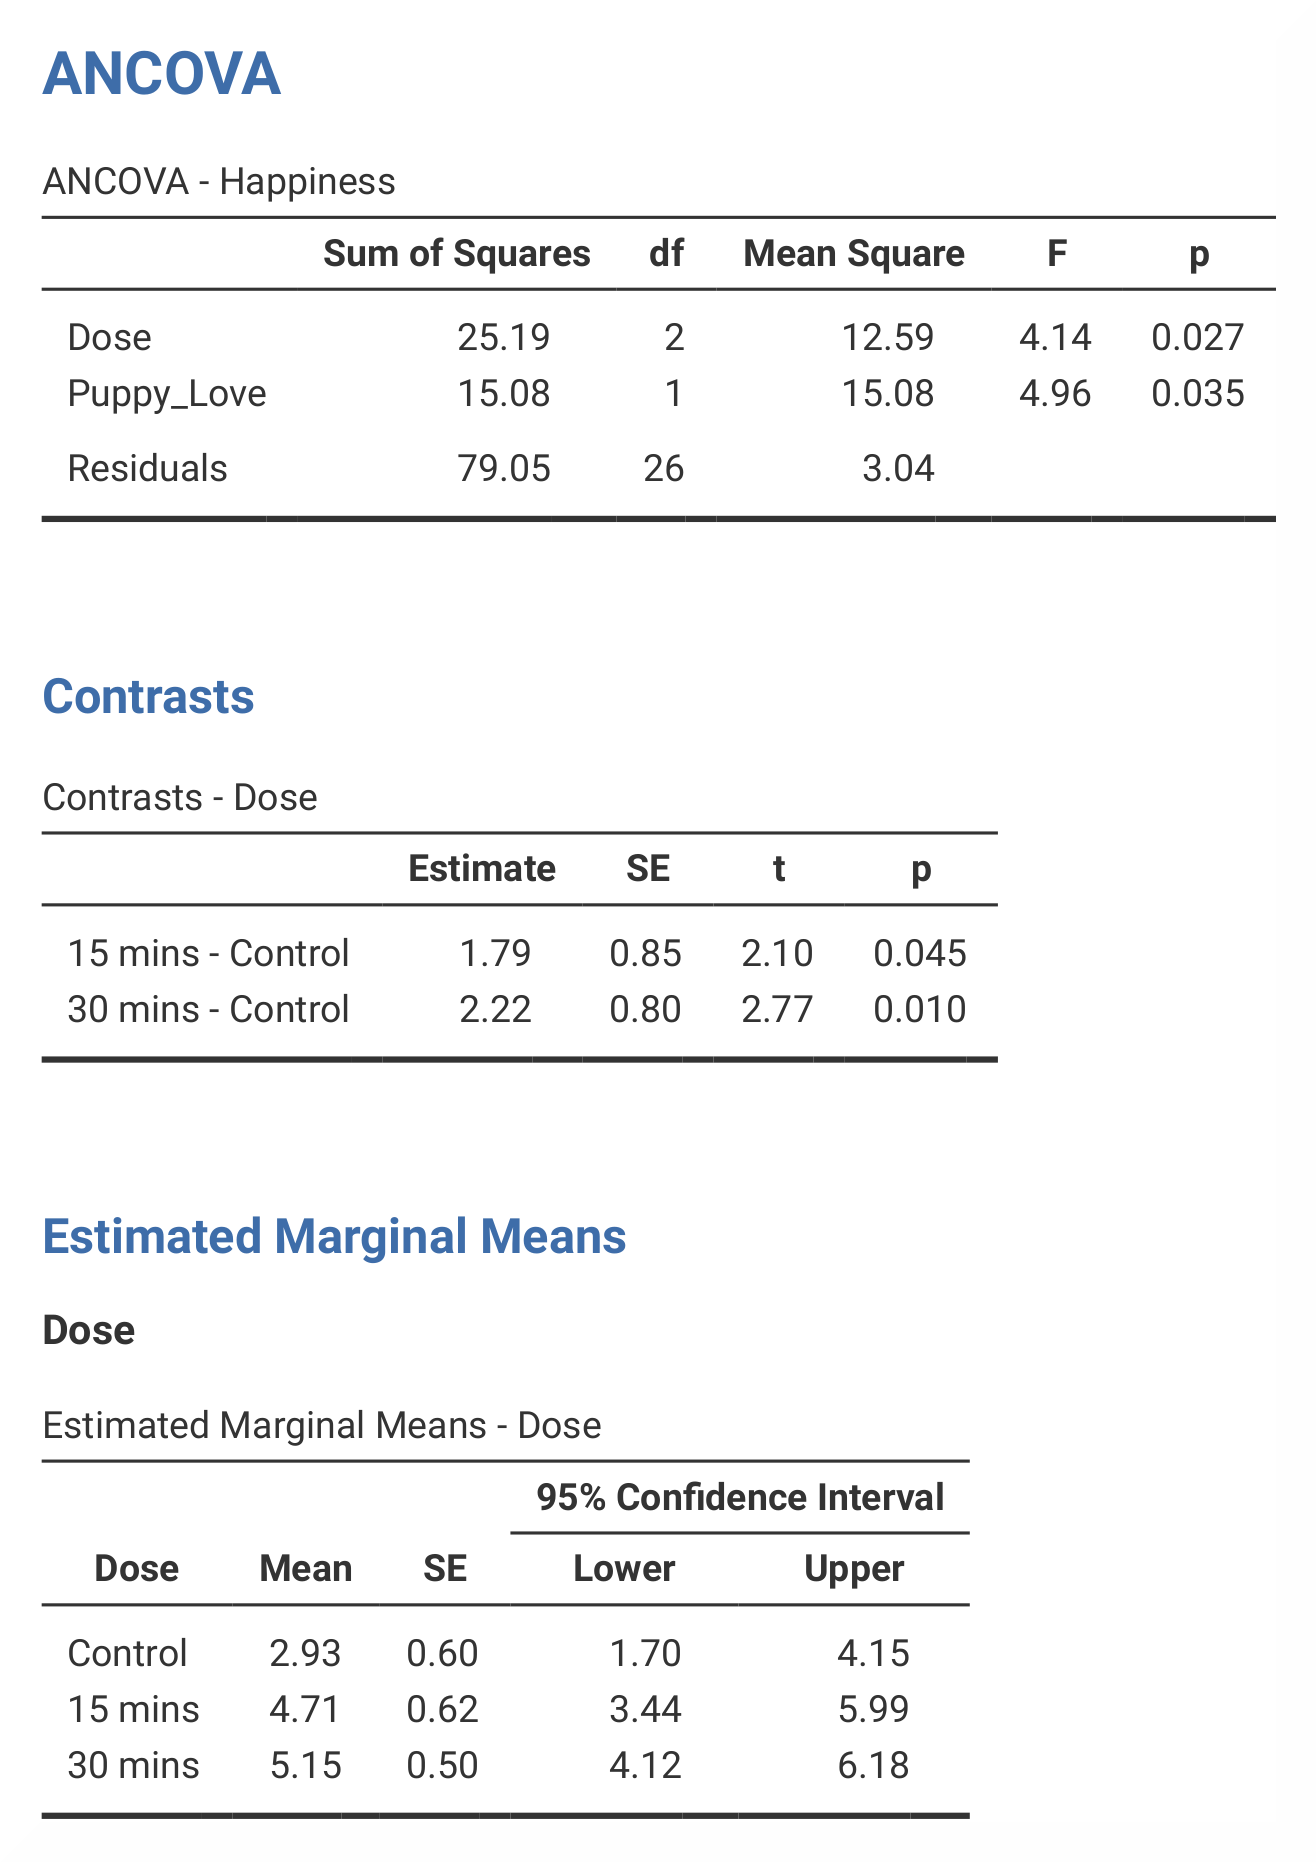 ANCOVA
ANCOVA - Happiness
Sum of Squares df Mean Square F p
Dose 25.19 2 12.59 4.14 0.027
Puppy_Love 15.08 1 15.08 4.96 0.035
Residuals 79.05 26 3.04
Contrasts
Contrasts - Dose
Estimate SE t p
15 mins - Control 1.79 0.85 2.10 0.045
30 mins - Control 2.22 0.80 2.77 0.010
Estimated Marginal Means
Dose
Estimated Marginal Means - Dose
95% Confidence Interval
Dose Mean SE Lower Upper
Control 2.93 0.60 1.70 4.15
15 mins 4.71 0.62 3.44 5.99
30 mins 5.15 0.50 4.12 6.18